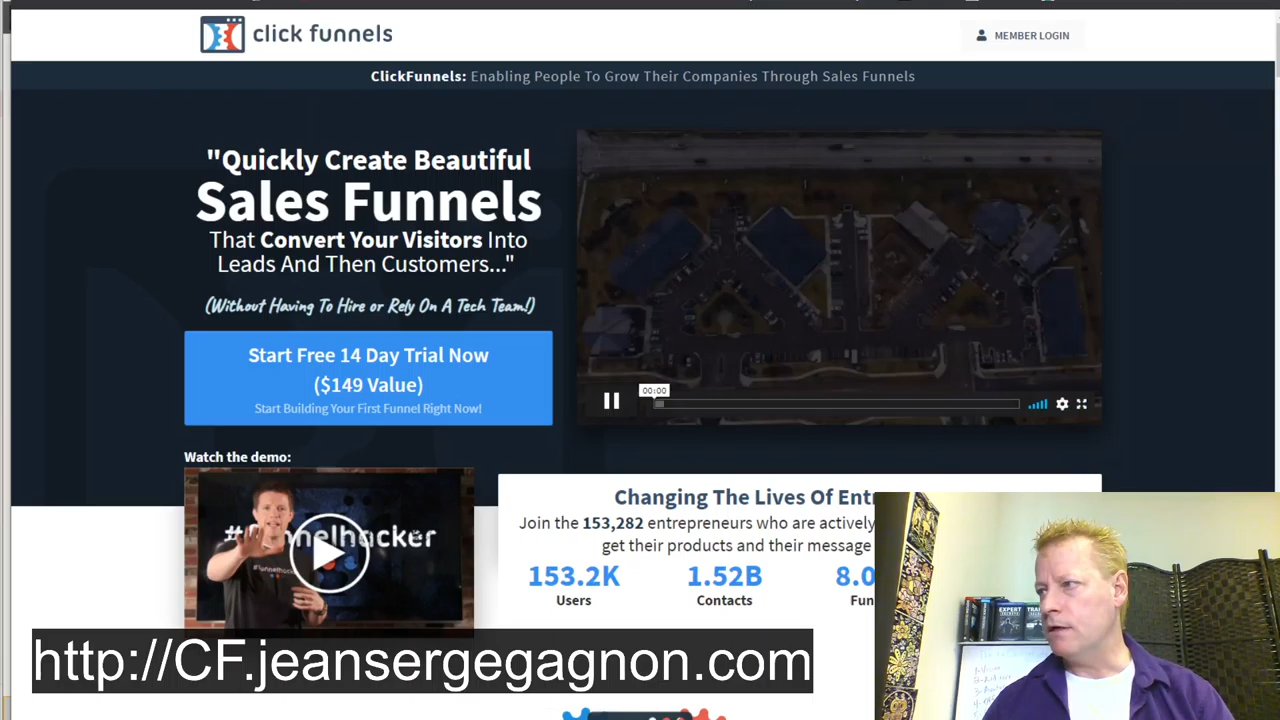 click funnels
MEMBER LOGIN
ClickFunnels: Enabling People To Grow Their Companies Through Sales Funnels
"Quickly Create Beautiful
Sales Funnels
That Convert Your Visitors Into
Leads And Then Customers..."
(Without Having To Hire or Rely On A Tech Team!)
Start Free 14 Day Trial Now
($149 Value)
Start Building Your First Funnel Right Now!
00:00
Watch the demo:
#funnelhacker
Changing The Lives Of Entr
Join the 153,282 entrepreneurs who are actively
get their products and their message
153.2K
1.52B
8.0
Users
Contacts
Fun
EXPERT
http://CF.jeansergegagnon.com